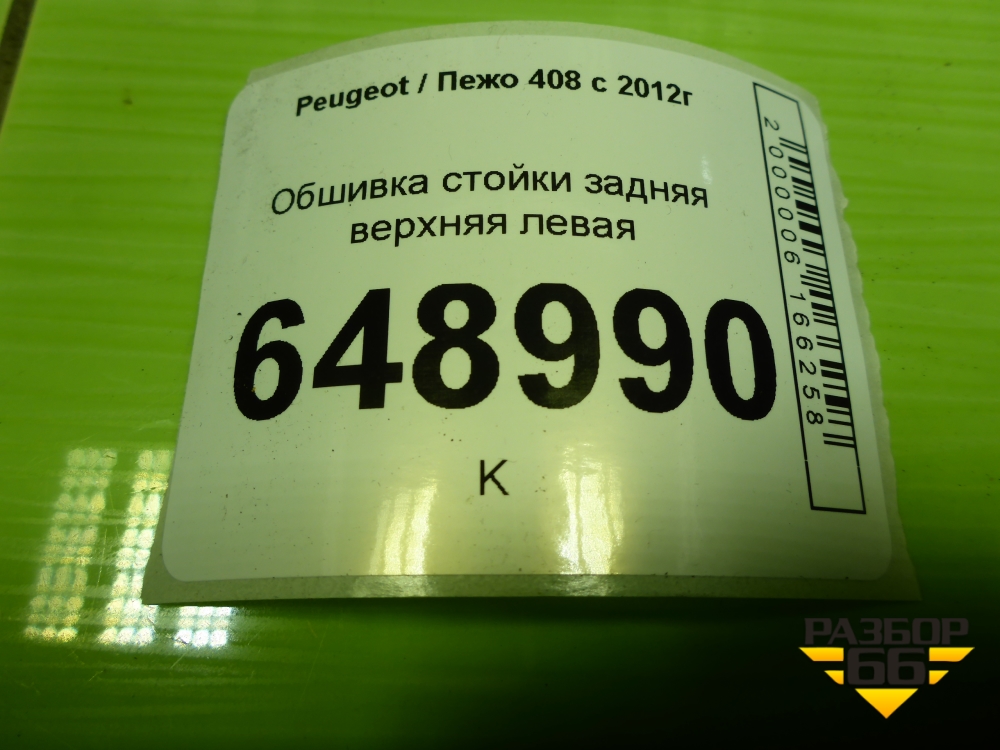 Peugeot / Пежо 408 с 2012г
Обшивка стойки задняя
верхняя левая
648990
К
2000006166258
РАЗБОР
66